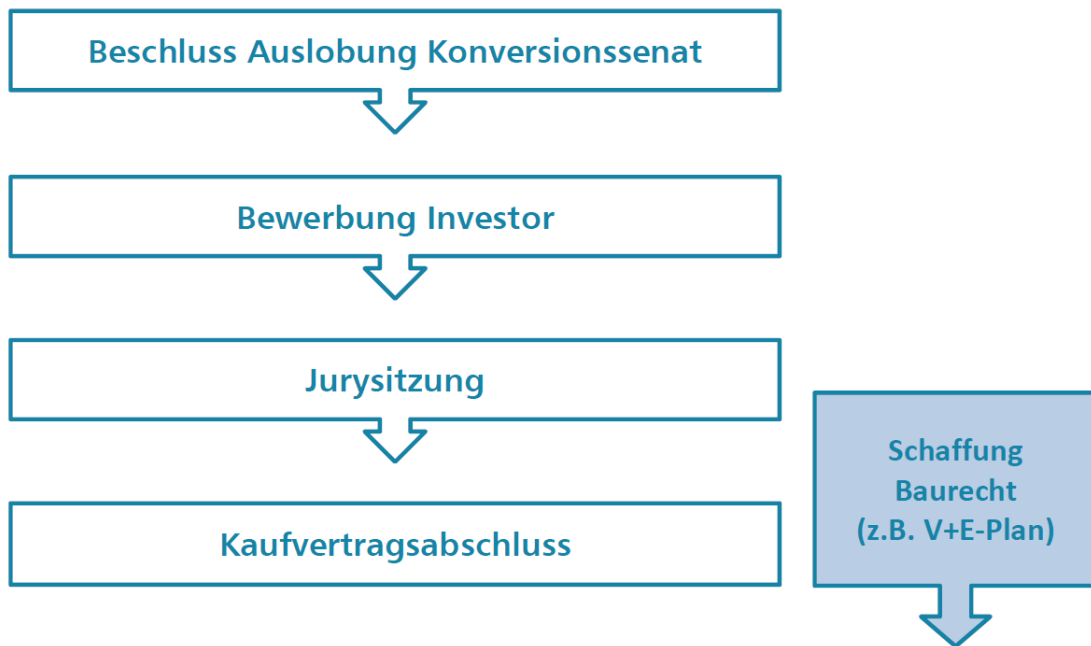 Beschluss Auslobung Konversionssenat
Bewerbung Investor
Jurysitzung
Kaufvertragsabschluss
Schaffung
Baurecht
(z.B. V+E-Plan)